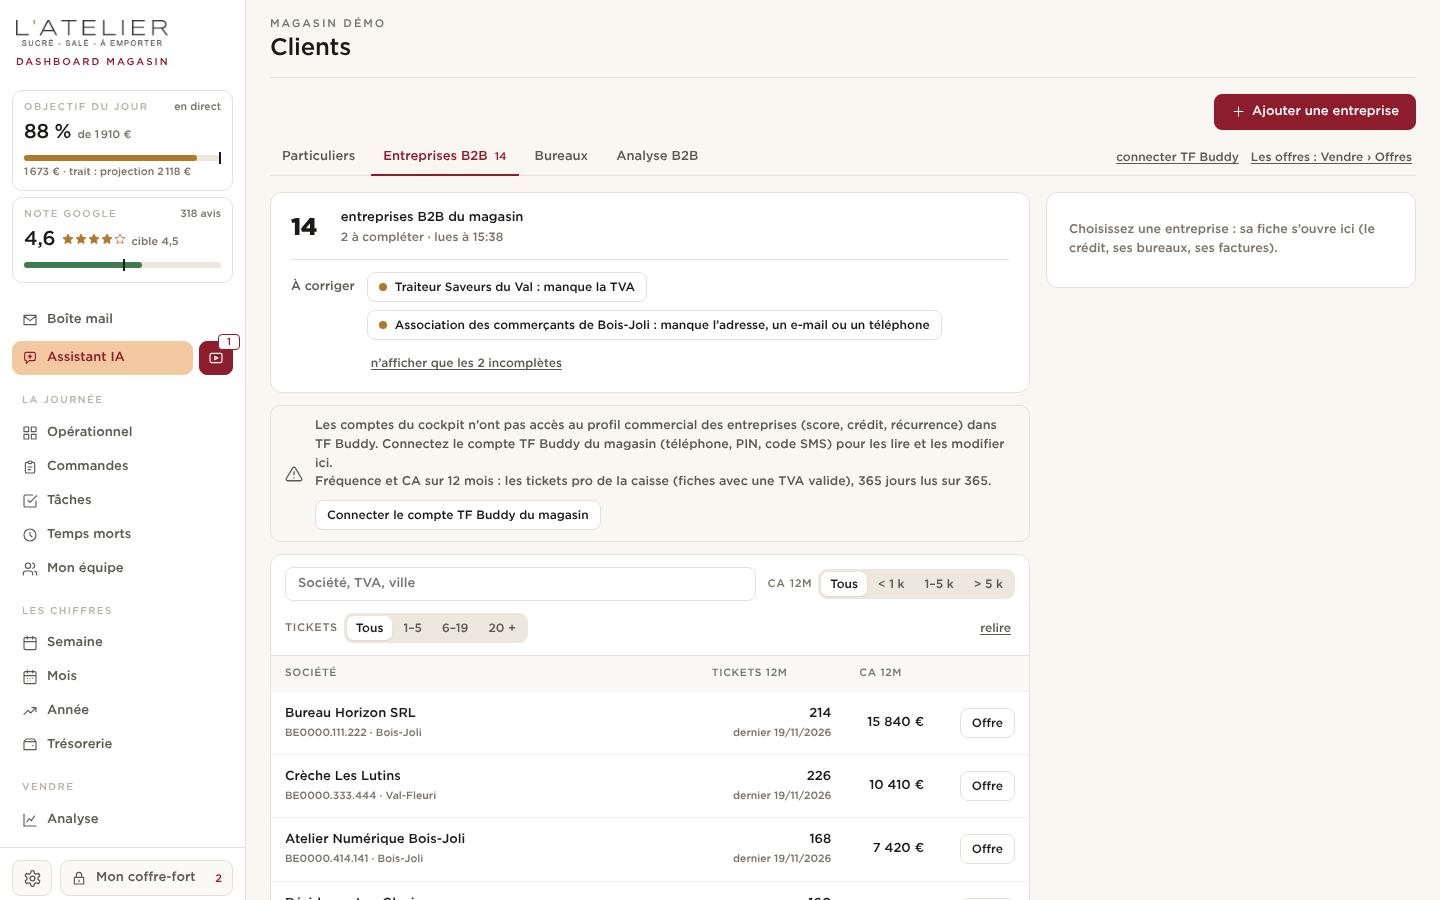 L'ATELIER
SUCRÉ - SALÉ - À EMPORTER
DASHBOARD MAGASIN
OBJECTIF DU JOUR en direct
88 % de 1 910 €
1 673 € · trait : projection 2 118 €
NOTE GOOGLE 318 avis
4,6 cible 4,5
Boîte mail
Assistant IA 1
LA JOURNÉE
Opérationnel
Commandes
Tâches
Temps morts
Mon équipe
LES CHIFFRES
Semaine
Mois
Année
Trésorerie
VENDRE
Analyse
Mon coffre-fort 2
MAGASIN DÉMO
Clients
+ Ajouter une entreprise
Particuliers Entreprises B2B 14 Bureaux Analyse B2B connecter TF Buddy Les offres : Vendre › Offres
14 entreprises B2B du magasin
2 à compléter · lues à 15:38
À corriger Traiteur Saveurs du Val : manque la TVA
Association des commerçants de Bois-Joli : manque l’adresse, un e-mail ou un téléphone
n’afficher que les 2 incomplètes
Les comptes du cockpit n’ont pas accès au profil commercial des entreprises (score, crédit, récurrence) dans
TF Buddy. Connectez le compte TF Buddy du magasin (téléphone, PIN, code SMS) pour les lire et les modifier
ici.
Fréquence et CA sur 12 mois : les tickets pro de la caisse (fiches avec une TVA valide), 365 jours lus sur 365.
Connecter le compte TF Buddy du magasin
Société, TVA, ville CA 12M Tous < 1 k 1–5 k > 5 k
TICKETS Tous 1–5 6–19 20 + relire
SOCIÉTÉ TICKETS 12M CA 12M
Bureau Horizon SRL 214 15 840 € Offre
BE0000.111.222 · Bois-Joli dernier 19/11/2026
Crèche Les Lutins 226 10 410 € Offre
BE0000.333.444 · Val-Fleuri dernier 19/11/2026
Atelier Numérique Bois-Joli 168 7 420 € Offre
BE0000.414.141 · Bois-Joli dernier 19/11/2026
Choisissez une entreprise : sa fiche s’ouvre ici (le
crédit, ses bureaux, ses factures).